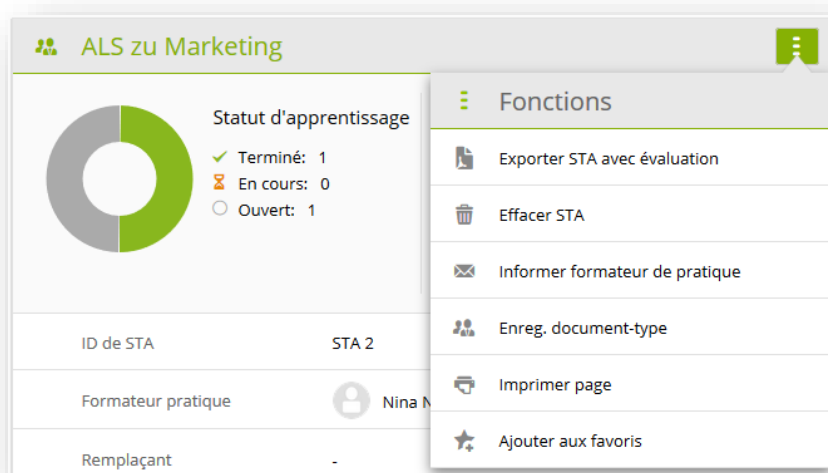 ALS zu Marketing
Statut d'apprentissage
Terminé: 1
En cours: 0
Ouvert: 1
ID de STA STA 2
Formateur pratique Nina
Remplaçant -
Fonctions
Exporter STA avec évaluation
Effacer STA
Informer formateur de pratique
Enreg. document-type
Imprimer page
Ajouter aux favoris